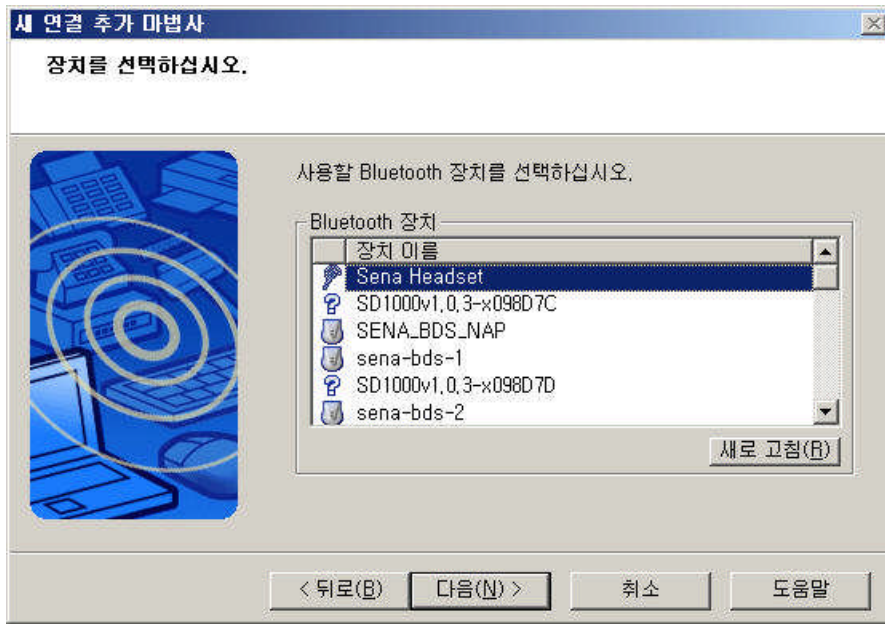 새 연결 추가 마법사
장치를 선택하십시오.
사용할 Bluetooth 장치를 선택하십시오.
Bluetooth 장치
장치 이름
Sena Headset
SD1000v1.0.3-x098D7C
SENA_BDS_NAP
sena-bds-1
SD1000v1.0.3-x098D7D
sena-bds-2
새로 고침(R)
< 뒤로(B) 다음(N) > 취소 도움말